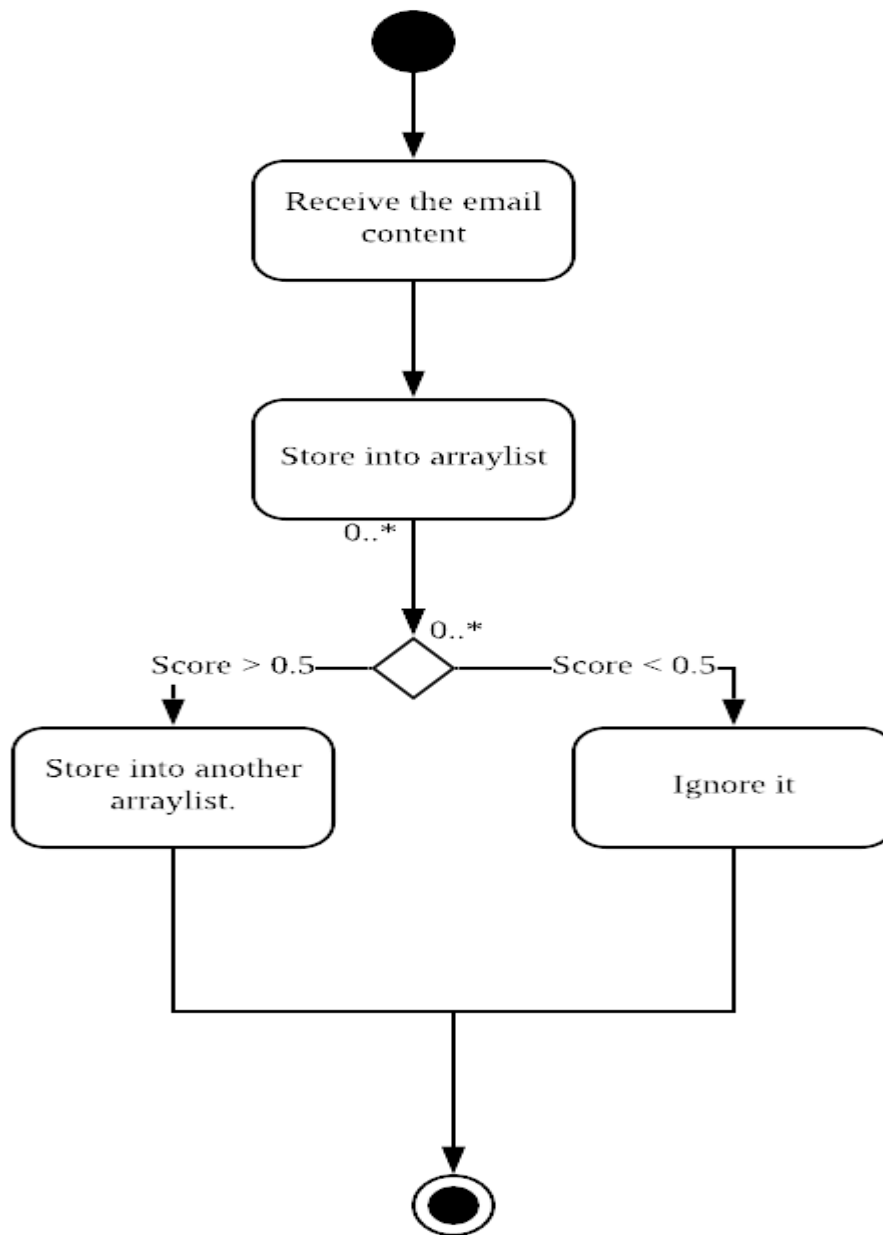 Receive the email
content
Store into arraylist
0..*
0..*
Score > 0.5
Score < 0.5
Store into another
arraylist.
Ignore it